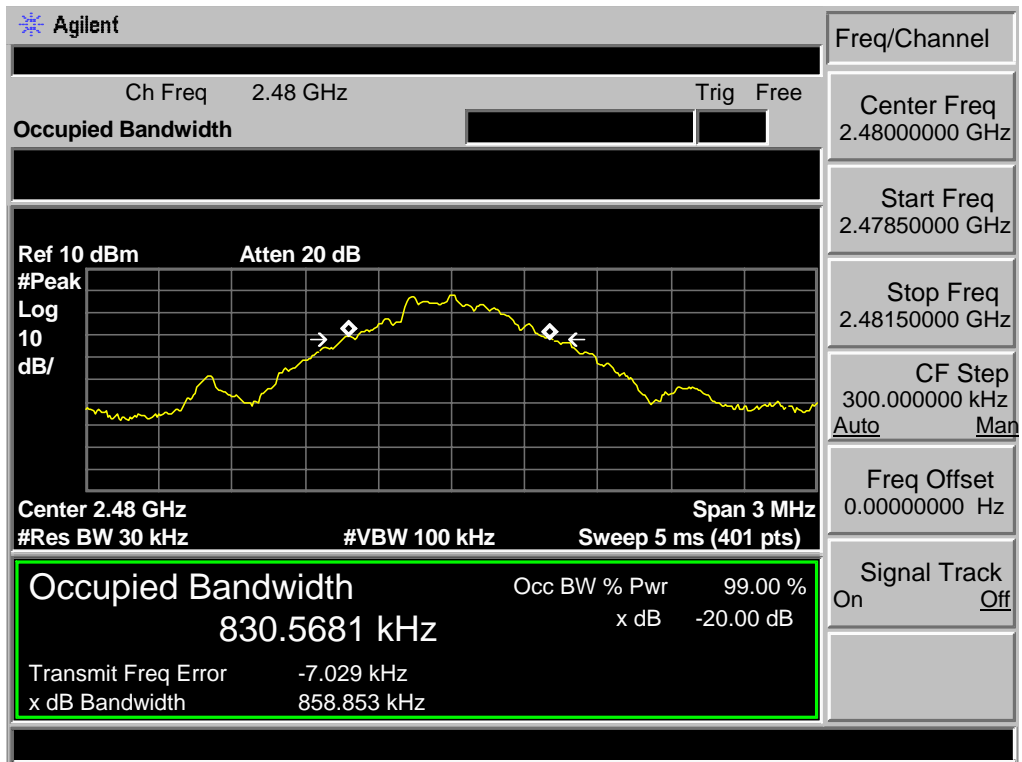 Agilent
Freq/Channel
Ch Freq 2.48 GHz Trig Free
Occupied Bandwidth
Center Freq
2.48000000 GHz
Start Freq
2.47850000 GHz
Stop Freq
2.48150000 GHz
CF Step
300.000000 kHz
Auto Man
Freq Offset
0.00000000 Hz
Signal Track
On Off
Ref 10 dBm Atten 20 dB
#Peak
Log
10
dB/
Center 2.48 GHz Span 3 MHz
#Res BW 30 kHz #VBW 100 kHz Sweep 5 ms (401 pts)
Occupied Bandwidth Occ BW % Pwr 99.00 %
830.5681 kHz x dB -20.00 dB
Transmit Freq Error -7.029 kHz
x dB Bandwidth 858.853 kHz